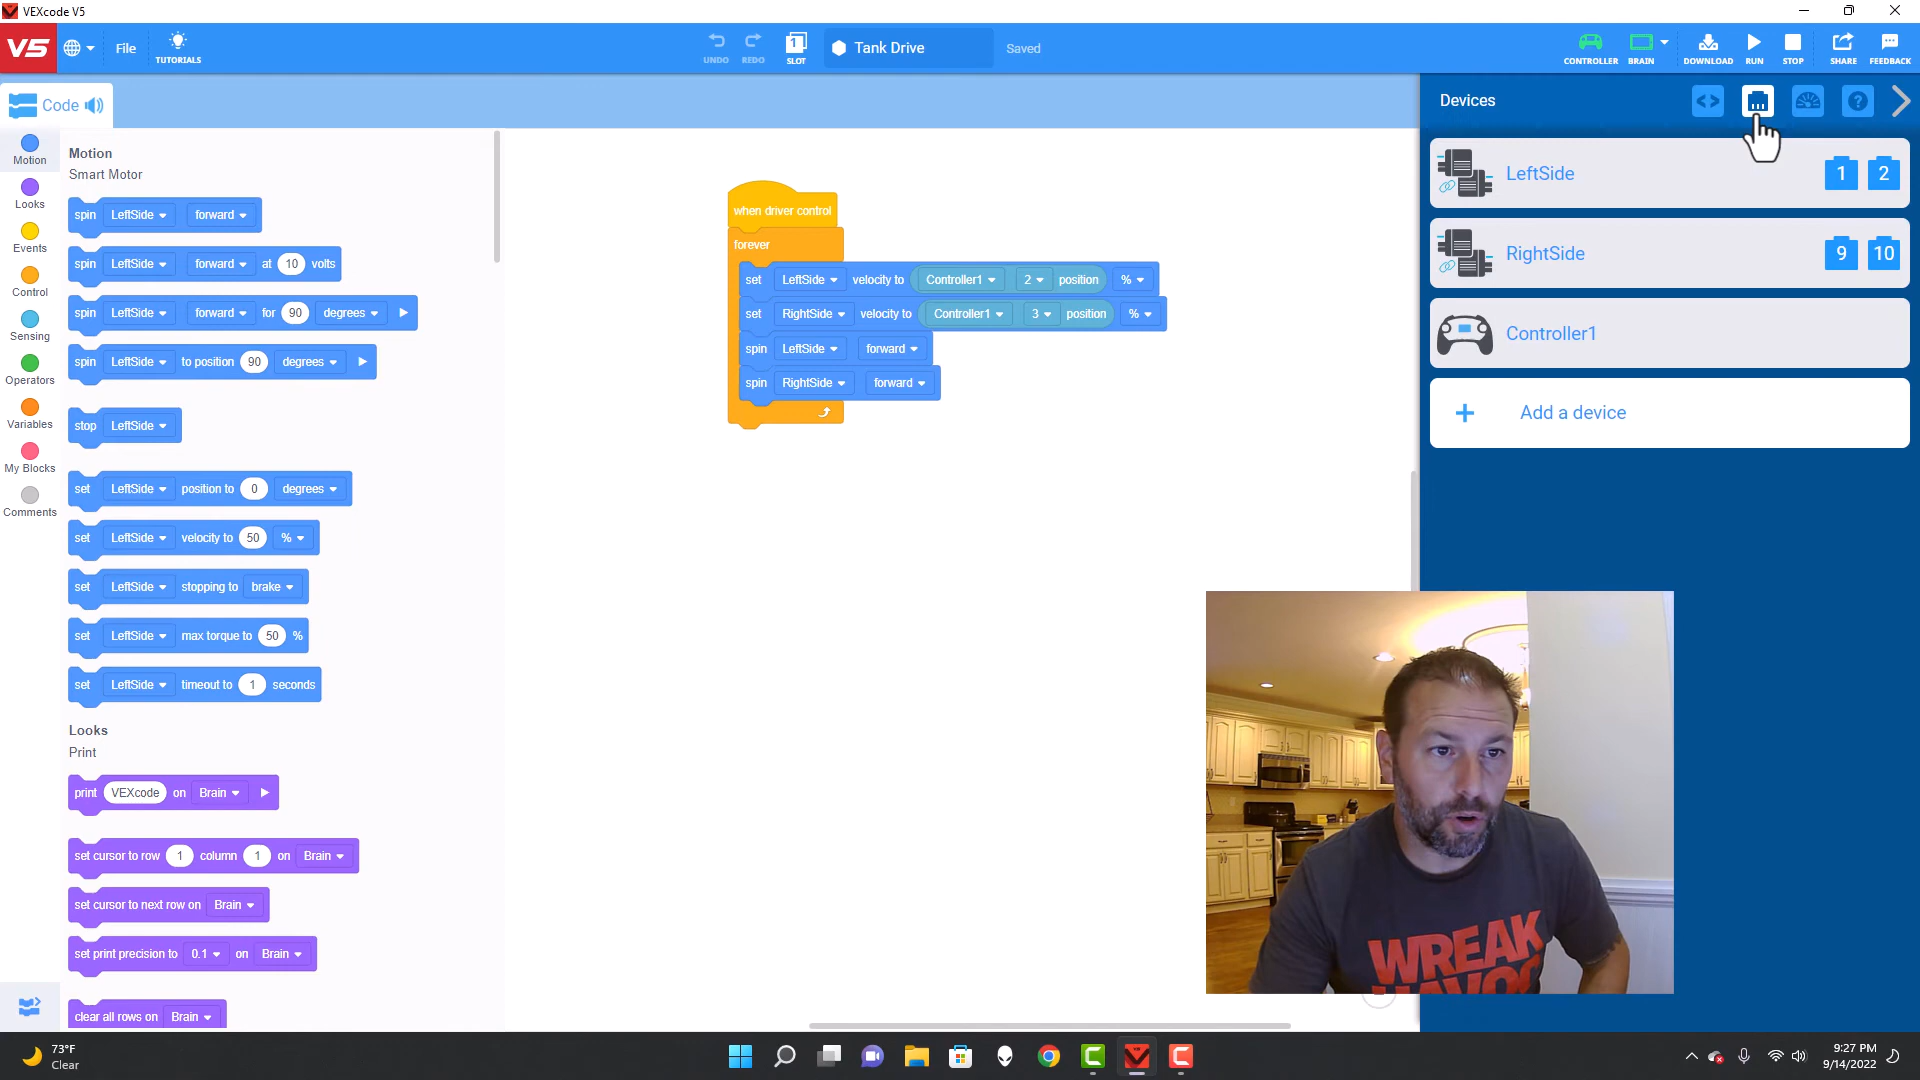 VEXcode V5
V5
File
TUTORIALS
UNDO
REDO
1
SLOT
Tank Drive
Saved
CONTROLLER
BRAIN
DOWNLOAD
RUN
STOP
SHARE
FEEDBACK
Code
Devices
Motion
Looks
Events
Control
Sensing
Operators
Variables
My Blocks
Comments
Motion
Smart Motor
spin LeftSide forward
spin LeftSide forward at 10 volts
spin LeftSide forward for 90 degrees
spin LeftSide to position 90 degrees
stop LeftSide
set LeftSide position to 0 degrees
set LeftSide velocity to 50 %
set LeftSide stopping to brake
set LeftSide max torque to 50 %
set LeftSide timeout to 1 seconds
Looks
Print
print VEXcode on Brain
set cursor to row 1 column 1 on Brain
set cursor to next row on Brain
set print precision to 0.1 on Brain
clear all rows on Brain
when driver control
forever
set LeftSide velocity to Controller1 2 position %
set RightSide velocity to Controller1 3 position %
spin LeftSide forward
spin RightSide forward
LeftSide 1 2
RightSide 9 10
Controller1
+ Add a device
WREAK
HAVOC
73°F
Clear
9:27 PM
9/14/2022